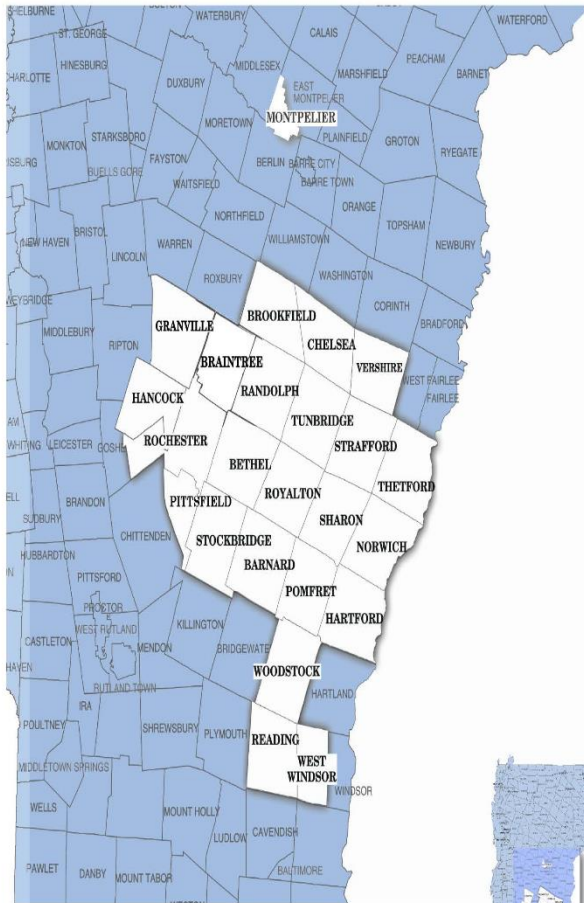 SHELBURNE
WATERBURY
CALAIS
WATERFORD
ST. GEORGE
HINESBURG
MIDDLESEX
PEACHAM
CHARLOTTE
DUXBURY
EAST
MONTPELIER
MARSHFIELD
BARNET
MORETOWN
MONTPELIER
STARKSBORO
PLAINFIELD
GROTON
MONKTON
RYEGATE
FAYSTON
BERLIN
BARRE CITY
BUELLS GORE
WAITSFIELD
BARRE TOWN
ORANGE
NORTHFIELD
TOPSHAM
BRISTOL
WARREN
WILLIAMSTOWN
NEWBURY
NEW HAVEN
LINCOLN
WASHINGTON
ROXBURY
CORINTH
WEYBRIDGE
BROOKFIELD
BRADFORD
GRANVILLE
MIDDLEBURY
RIPTON
CHELSEA
BRAINTREE
VERSHIRE
WEST FAIRLEE
RANDOLPH
FAIRLEE
HANCOCK
TUNBRIDGE
WHITING
LEICESTER
GOSHE
ROCHESTER
STRAFFORD
BETHEL
THETFORD
BRANDON
PITTSFIELD
ROYALTON
SUDBURY
SHARON
CHITTENDEN
STOCKBRIDGE
NORWICH
HUBBARDTON
BARNARD
PITTSFORD
POMFRET
PROCTOR
HARTFORD
WEST RUTLAND
KILLINGTON
CASTLETON
MENDON
BRIDGEWATER
HAVEN
WOODSTOCK
RUTLAND TOWN
HARTLAND
IRA
POULTNEY
SHREWSBURY
PLYMOUTH
READING
WEST
WINDSOR
MIDDLETOWN SPRINGS
WINDSOR
WELLS
MOUNT HOLLY
LUDLOW
CAVENDISH
BALTIMORE
PAWLET
DANBY
MOUNT TABOR